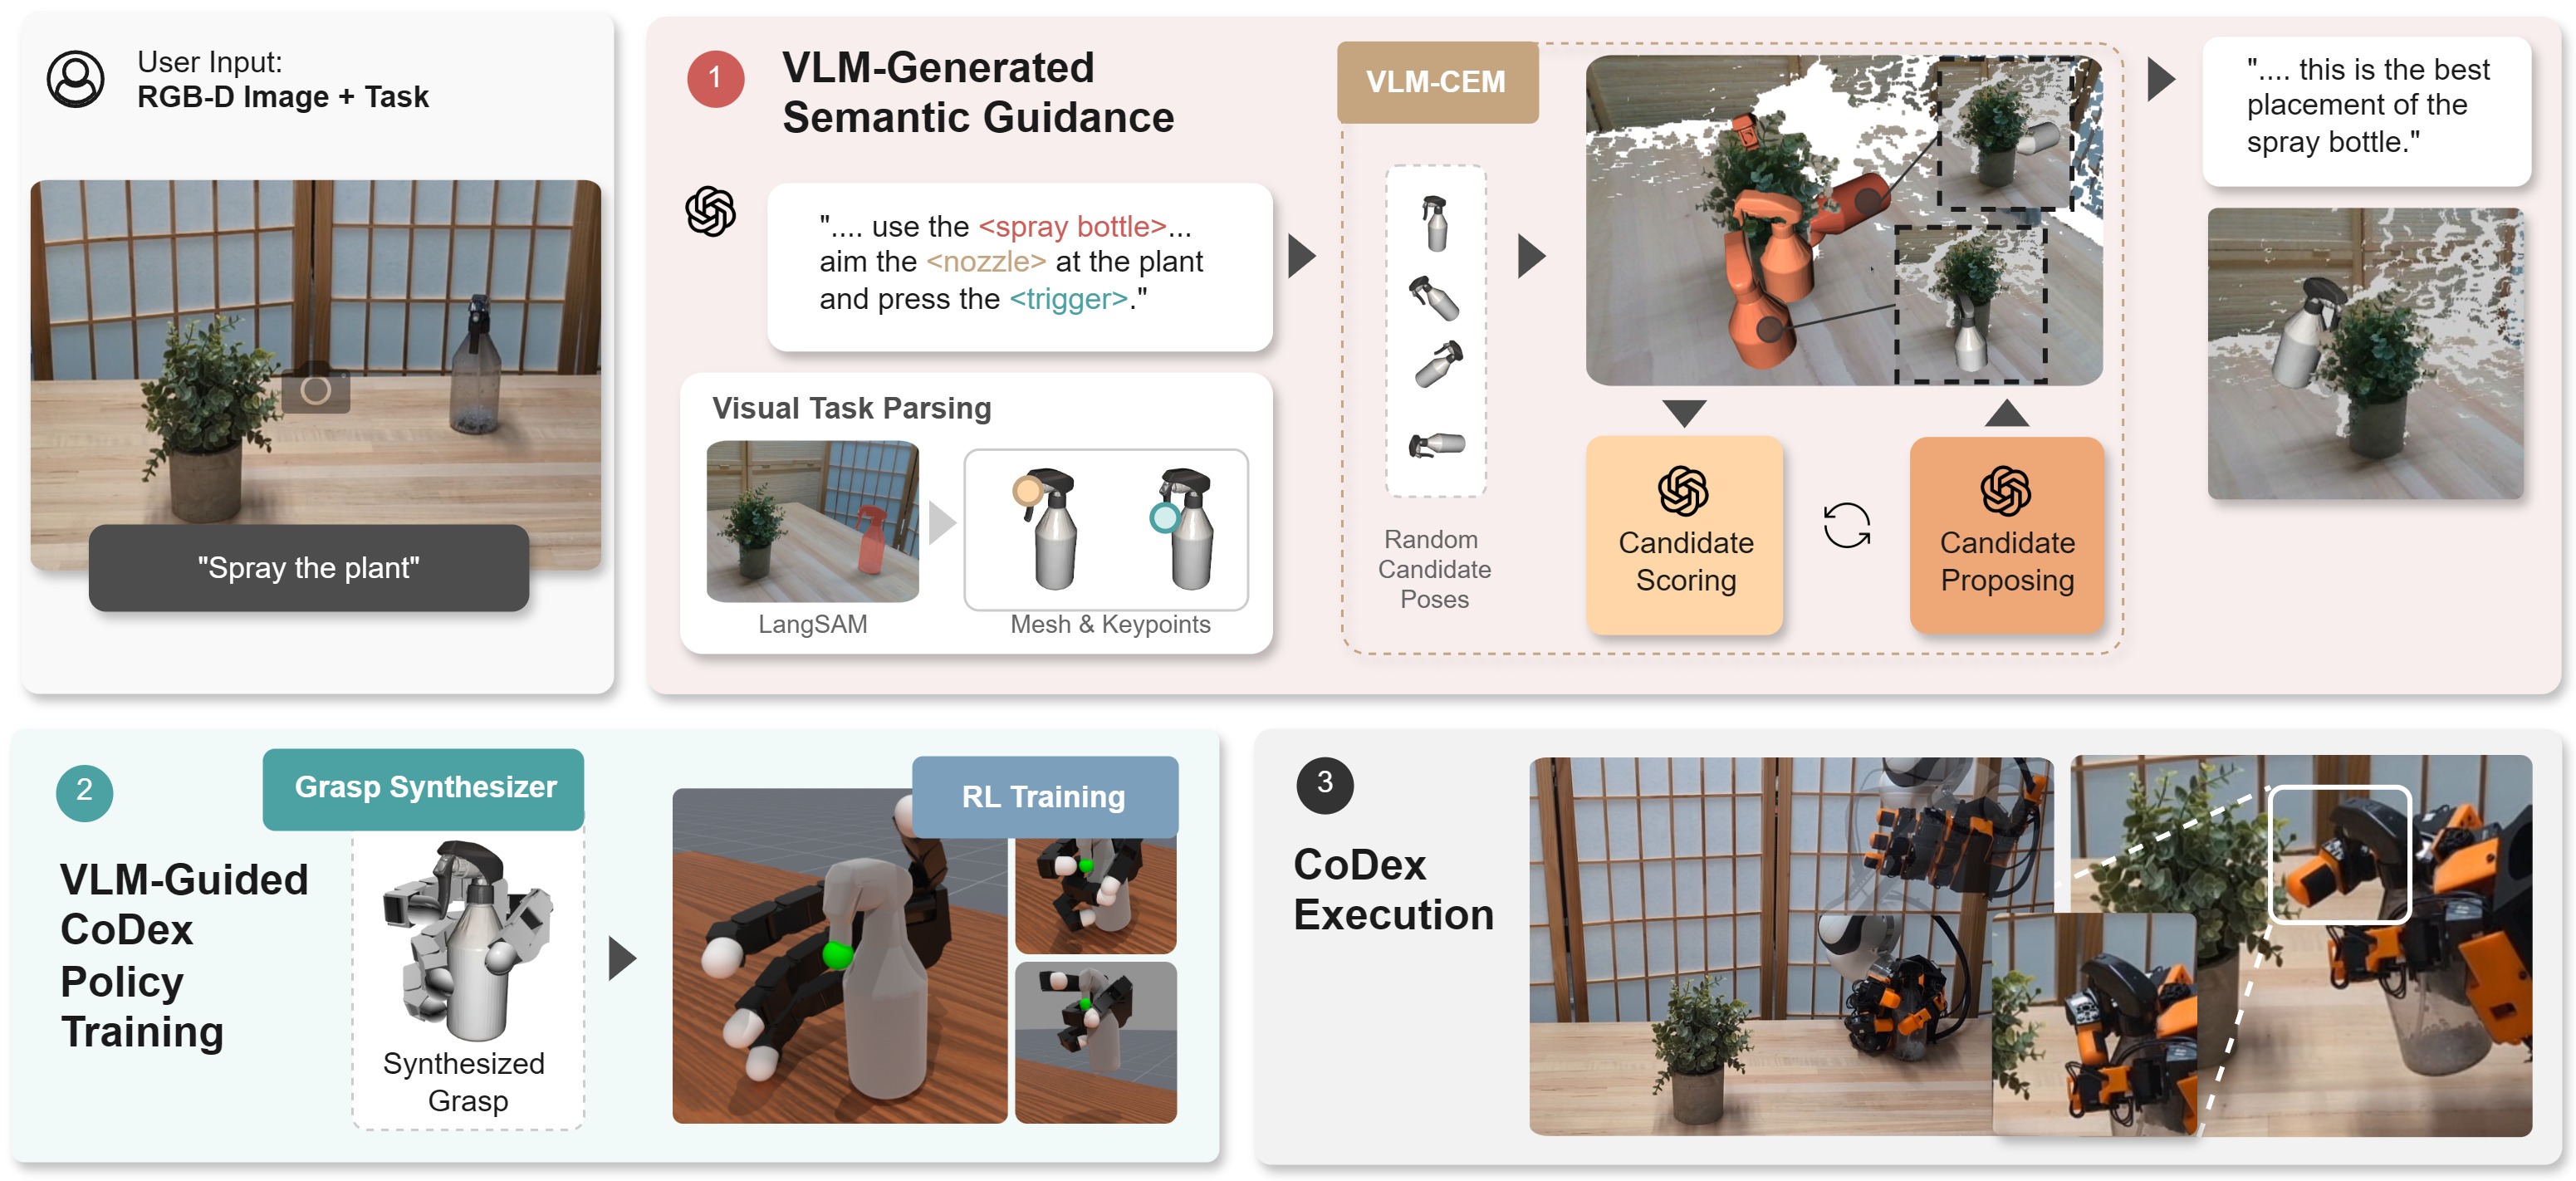 User Input:
RGB-D Image + Task
"Spray the plant"
1
VLM-Generated
Semantic Guidance
".... use the <spray bottle>...
aim the <nozzle> at the plant
and press the <trigger>."
Visual Task Parsing
LangSAM
Mesh & Keypoints
VLM-CEM
Random
Candidate
Poses
Candidate
Scoring
Candidate
Proposing
".... this is the best
placement of the
spray bottle."
2
VLM-Guided
CoDex
Policy
Training
Grasp Synthesizer
Synthesized
Grasp
RL Training
3
CoDex
Execution